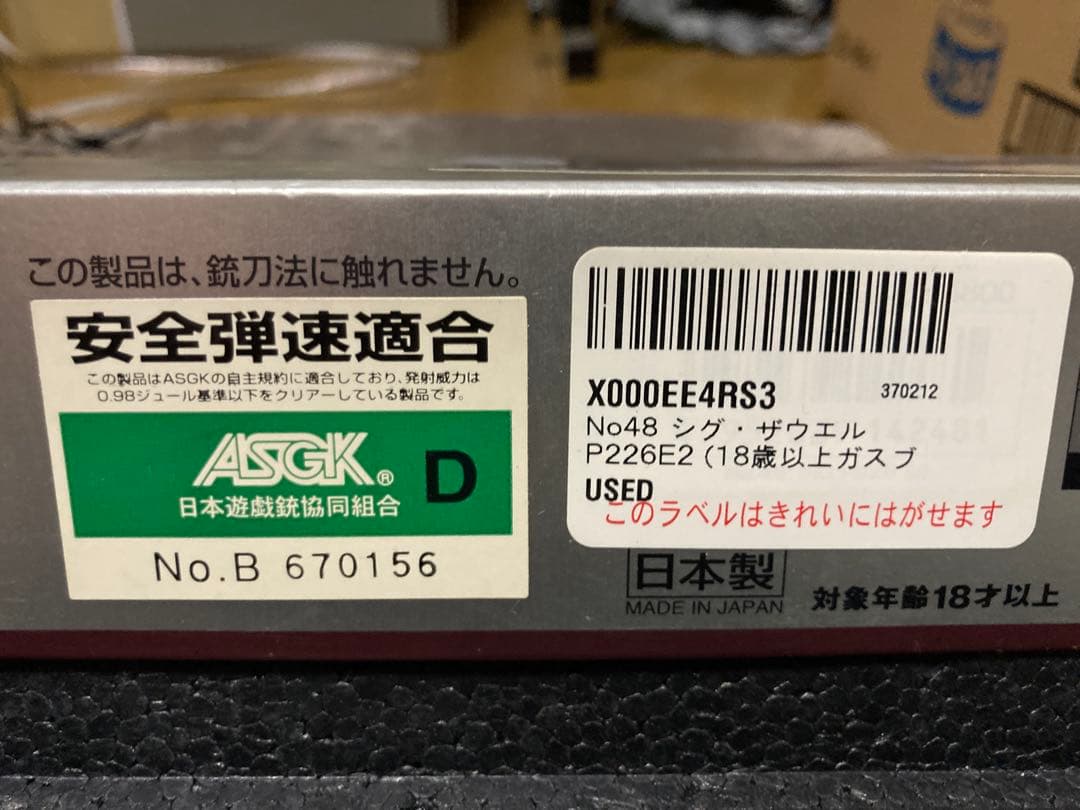 この製品は、銃刀法に触れません。
安全弾速適合
この製品はASGKの自主規約に適合しており、発射威力は
0.98ジュール基準以下をクリアーしている製品です。
ASGK®
日本遊戯銃協同組合
D
No.B 670156
X000EE4RS3
370212
No48 シグ・ザウエル
P226E2 (18歳以上ガスブ
USED
このラベルはきれいにはがせます
日本製
MADE IN JAPAN
対象年齢18才以上